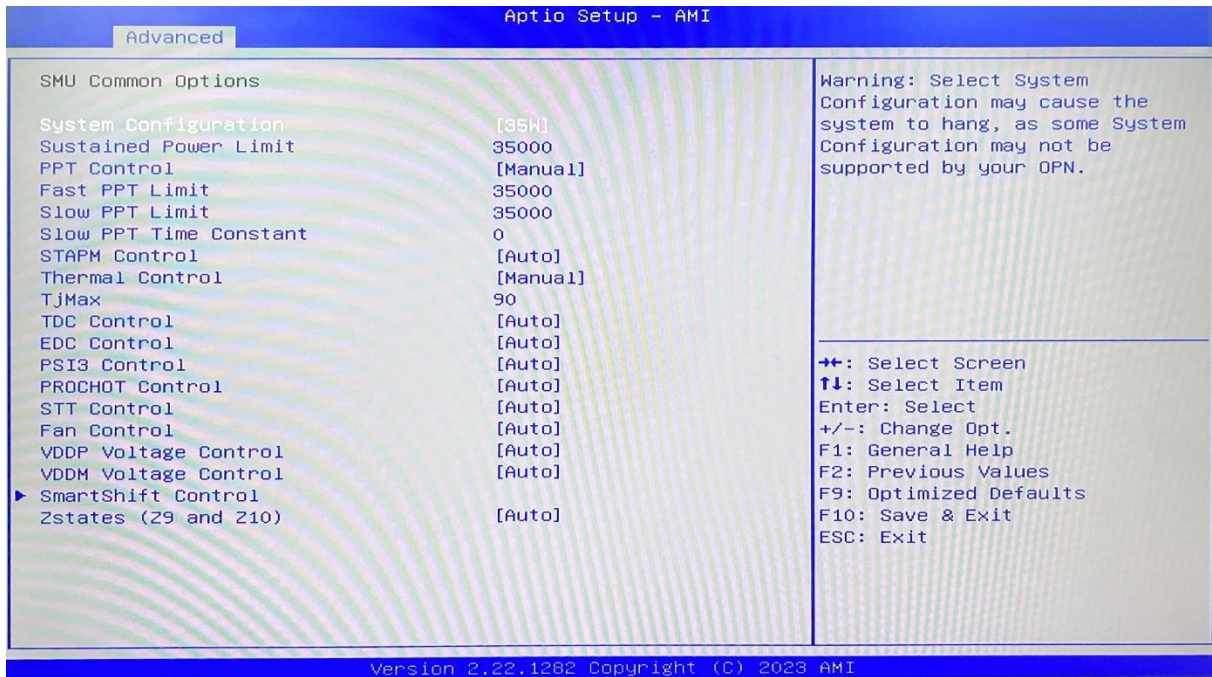 Aptio Setup – AMI
Advanced
SMU Common Options
System Configuration [35W]
Sustained Power Limit 35000
PPT Control [Manual]
Fast PPT Limit 35000
Slow PPT Limit 35000
Slow PPT Time Constant 0
STAPM Control [Auto]
Thermal Control [Manual]
TjMax 90
TDC Control [Auto]
EDC Control [Auto]
PSI3 Control [Auto]
PROCHOT Control [Auto]
STT Control [Auto]
Fan Control [Auto]
VDDP Voltage Control [Auto]
VDDM Voltage Control [Auto]
SmartShift Control
Zstates (Z9 and Z10) [Auto]
Warning: Select System
Configuration may cause the
system to hang, as some System
Configuration may not be
supported by your OPN.
→←: Select Screen
↑↓: Select Item
Enter: Select
+/-: Change Opt.
F1: General Help
F2: Previous Values
F9: Optimized Defaults
F10: Save & Exit
ESC: Exit
Version 2.22.1282 Copyright (C) 2023 AMI